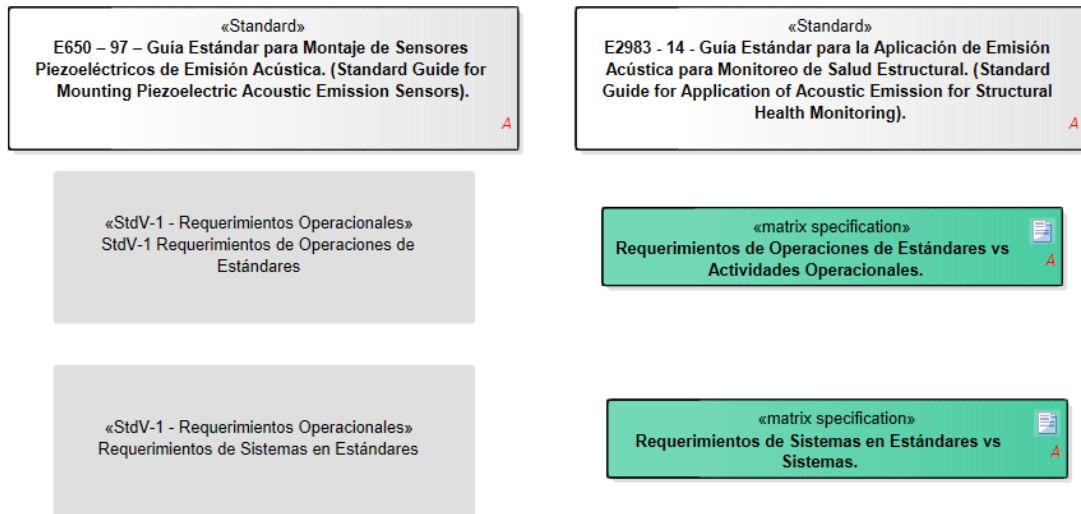 «Standard»
E650 – 97 – Guía Estándar para Montaje de Sensores
Piezoeléctricos de Emisión Acústica. (Standard Guide for
Mounting Piezoelectric Acoustic Emission Sensors).
A
«Standard»
E2983 - 14 - Guía Estándar para la Aplicación de Emisión
Acústica para Monitoreo de Salud Estructural. (Standard
Guide for Application of Acoustic Emission for Structural
Health Monitoring).
A
«StdV-1 - Requerimientos Operacionales»
StdV-1 Requerimientos de Operaciones de
Estándares
«matrix specification»
Requerimientos de Operaciones de Estándares vs
Actividades Operacionales.
A
«StdV-1 - Requerimientos Operacionales»
Requerimientos de Sistemas en Estándares
«matrix specification»
Requerimientos de Sistemas en Estándares vs
Sistemas.
A